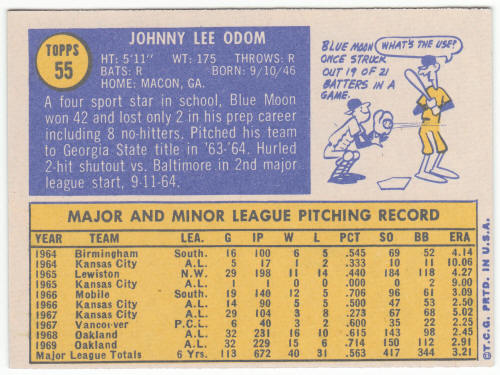 TOPPS
55
JOHNNY LEE ODOM
HT: 5'11" WT: 175 THROWS: R
BATS: R BORN: 9/10/46
HOME: MACON, GA.
A four sport star in school, Blue Moon
won 42 and lost only 2 in his prep career
including 8 no-hitters. Pitched his team
to Georgia State title in '63-'64. Hurled
2-hit shutout vs. Baltimore in 2nd major
league start, 9-11-64.
BLUE MOON
ONCE STRUCK
OUT 19 OF 21
BATTERS IN A
GAME.
WHAT'S THE USE?
MAJOR AND MINOR LEAGUE PITCHING RECORD
YEAR TEAM LEA. G IP W L PCT SO BB ERA
1964 Birmingham South. 16 100 6 5 .545 69 52 4.14
1964 Kansas City A.L. 5 17 1 2 .333 10 11 10.06
1965 Lewiston N.W. 29 198 11 14 .440 184 118 4.27
1965 Kansas City A.L. 1 1 0 0 .000 0 2 9.00
1966 Mobile South. 19 140 12 5 .706 96 61 3.09
1966 Kansas City A.L. 14 90 5 5 .500 47 53 2.50
1967 Kansas City A.L. 29 104 3 8 .273 67 68 5.02
1967 Vancouver P.C.L. 6 40 3 2 .600 35 22 2.25
1968 Oakland A.L. 32 231 16 10 .615 143 98 2.45
1969 Oakland A.L. 32 229 15 6 .714 150 112 2.91
Major League Totals 6 Yrs. 113 672 40 31 .563 417 344 3.21
©T.C.G. PRTD. IN U.S.A.